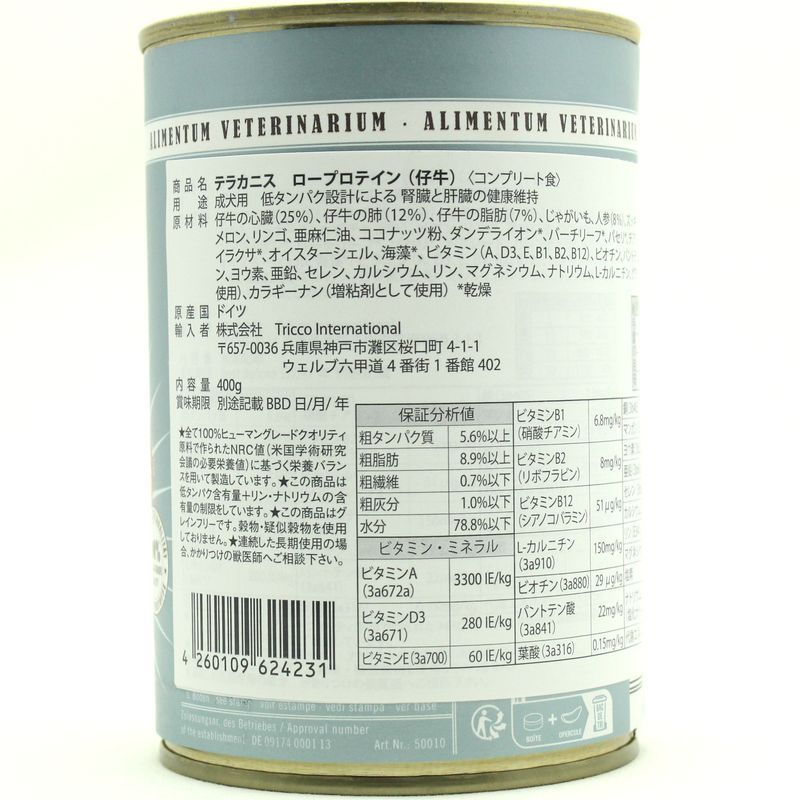 ALIMENTUM VETERINARIUM · ALIMENTUM VETERINARIU
商品名 テラカニス ロープロテイン（仔牛）〈コンプリート食〉
用途 成犬用 低タンパク設計による 腎臓と肝臓の健康維持
原材料 仔牛の心臓（25%）、仔牛の肺（12%）、仔牛の脂肪（7%）、じゃがいも、人参（8%）、
メロン、リンゴ、亜麻仁油、ココナッツ粉、ダンデライオン*、バーチリーフ*、パセリ*、
イラクサ*、オイスターシェル、海藻*、ビタミン（A、D3、E、B1、B2、B12）、ビオチン、パント
ン、ヨウ素、亜鉛、セレン、カルシウム、リン、マグネシウム、ナトリウム、L-カルニチン
使用）、カラギーナン（増粘剤として使用） *乾燥
原産国 ドイツ
輸入者 株式会社 Tricco International
〒657-0036 兵庫県神戸市灘区桜口町 4-1-1
ウェルブ六甲道 4 番街 1 番館 402
内容量 400g
賞味期限 別途記載 BBD 日/月/年
★全て100%ヒューマングレードクオリティ
原料で作られたNRC値（米国学術研究
会議の必要栄養値）に基づく栄養バラン
スを用いて製造しています。★この商品は
低タンパク含有量＋リン・ナトリウムの含
有量の制限をしています。★この商品はグ
レインフリーです。穀物・疑似穀物を使用
しておりません。★連続した長期使用の場
合、かかりつけの獣医師へご相談下さい。
保証分析値
粗タンパク質 5.6%以上
粗脂肪 8.9%以上
粗繊維 0.7%以下
粗灰分 1.0%以下
水分 78.8%以下
ビタミン・ミネラル
ビタミンA
(3a672a) 3300 IE/kg
ビタミンD3
(3a671) 280 IE/kg
ビタミンE（3a700） 60 IE/kg
ビタミンB1
（硝酸チアミン） 6.8mg/kg
ビタミンB2
（リボフラビン） 8mg/kg
ビタミンB12
（シアノコバラミン） 51μg/kg
L-カルニチン
(3a910) 150mg/kg
ビオチン（3a880） 29 μg/kg
パントテン酸
(3a841) 22mg/kg
葉酸（3a316） 0.15mg/kg
4 260109 624231
voir estampe · vedi stampa · ver base
Zulassungsnr. des Betriebes / Approval number
of the establishment: DE 09174 0001 13
Art Nr.: 50010
BOÎTE
OPERCULE